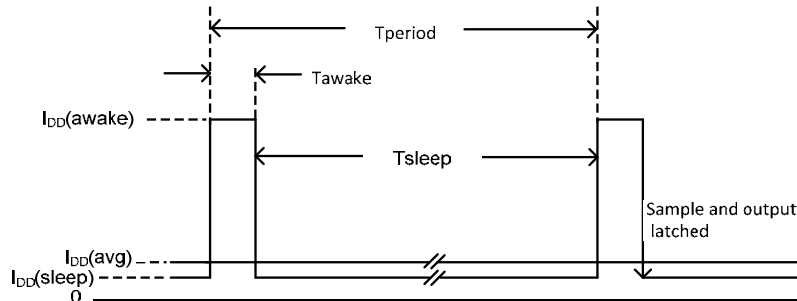 Tperiod
Tawake
IDD(awake)
Tsleep
Sample and output
latched
IDD(avg)
IDD(sleep)
0